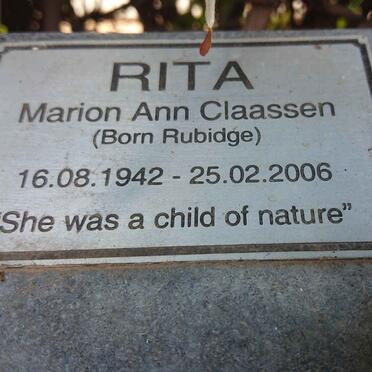 RITA
Marion Ann Claassen
(Born Rubidge)
16.08.1942 - 25.02.2006
"She was a child of nature"